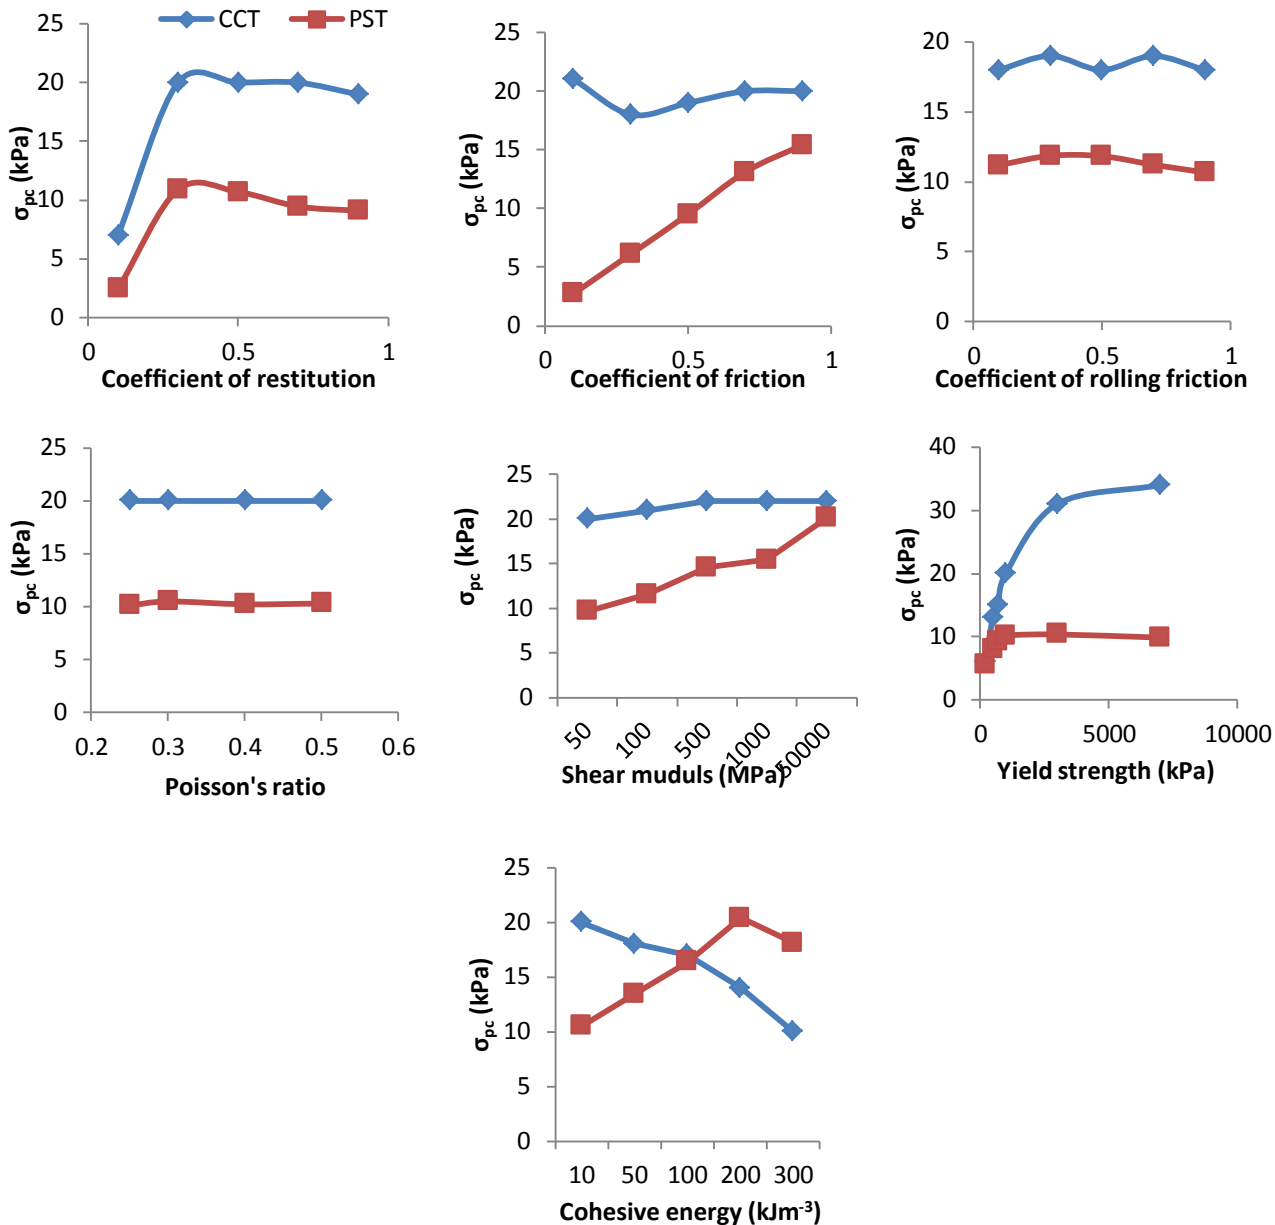 CCT PST
25
20
15
10
5
0
σpc (kPa)
0 0.5 1
Coefficient of restitution
25
20
15
10
5
0
σpc (kPa)
0 0.5 1
Coefficient of friction
20
15
10
5
0
σpc (kPa)
0 0.5 1
Coefficient of rolling friction
25
20
15
10
5
0
σpc (kPa)
0.2 0.3 0.4 0.5 0.6
Poisson's ratio
25
20
15
10
5
0
σpc (kPa)
50 100 500 1000 50000
Shear muduls (MPa)
40
30
20
10
0
σpc (kPa)
0 5000 10000
Yield strength (kPa)
25
20
15
10
5
0
σpc (kPa)
10 50 100 200 300
Cohesive energy (kJm⁻³)